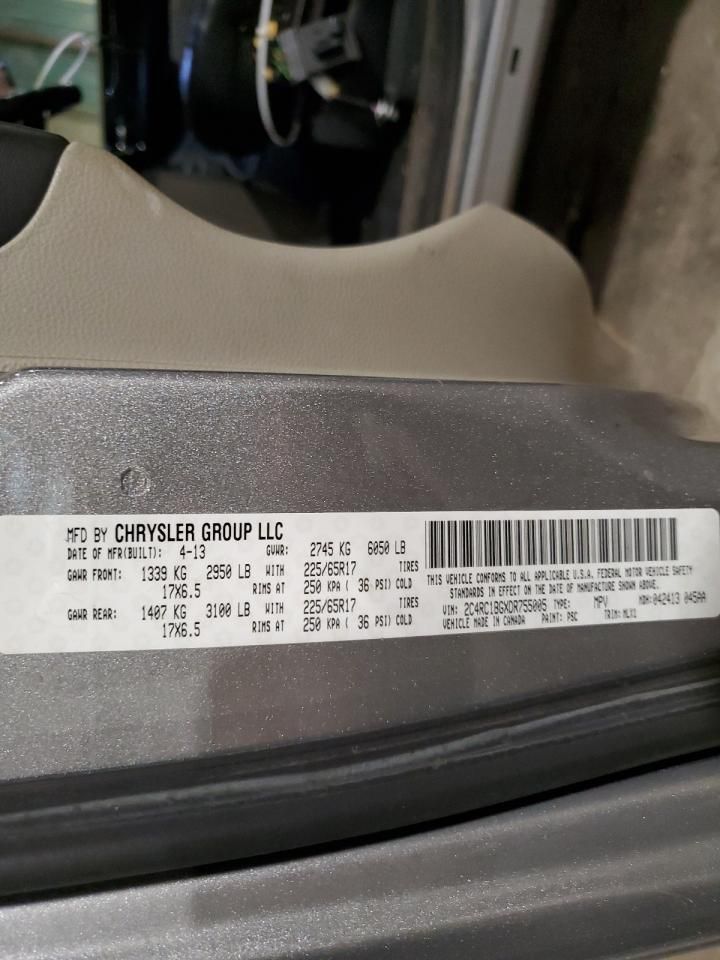 MFD BY CHRYSLER GROUP LLC
DATE OF MFR(BUILT): 4-13 GVWR: 2745 KG 6050 LB
GAWR FRONT: 1339 KG 2950 LB WITH 225/65R17 TIRES
17X6.5 RIMS AT 250 KPA ( 36 PSI) COLD
GAWR REAR: 1407 KG 3100 LB WITH 225/65R17 TIRES
17X6.5 RIMS AT 250 KPA ( 36 PSI) COLD
THIS VEHICLE CONFORMS TO ALL APPLICABLE U.S.A. FEDERAL MOTOR VEHICLE SAFETY
STANDARDS IN EFFECT ON THE DATE OF MANUFACTURE SHOWN ABOVE.
VIN: 2C4RC1BGXDR755005 TYPE: MPV MDH: 042413 045AA
VEHICLE MADE IN CANADA PAINT: PSC TRIM: MLX1